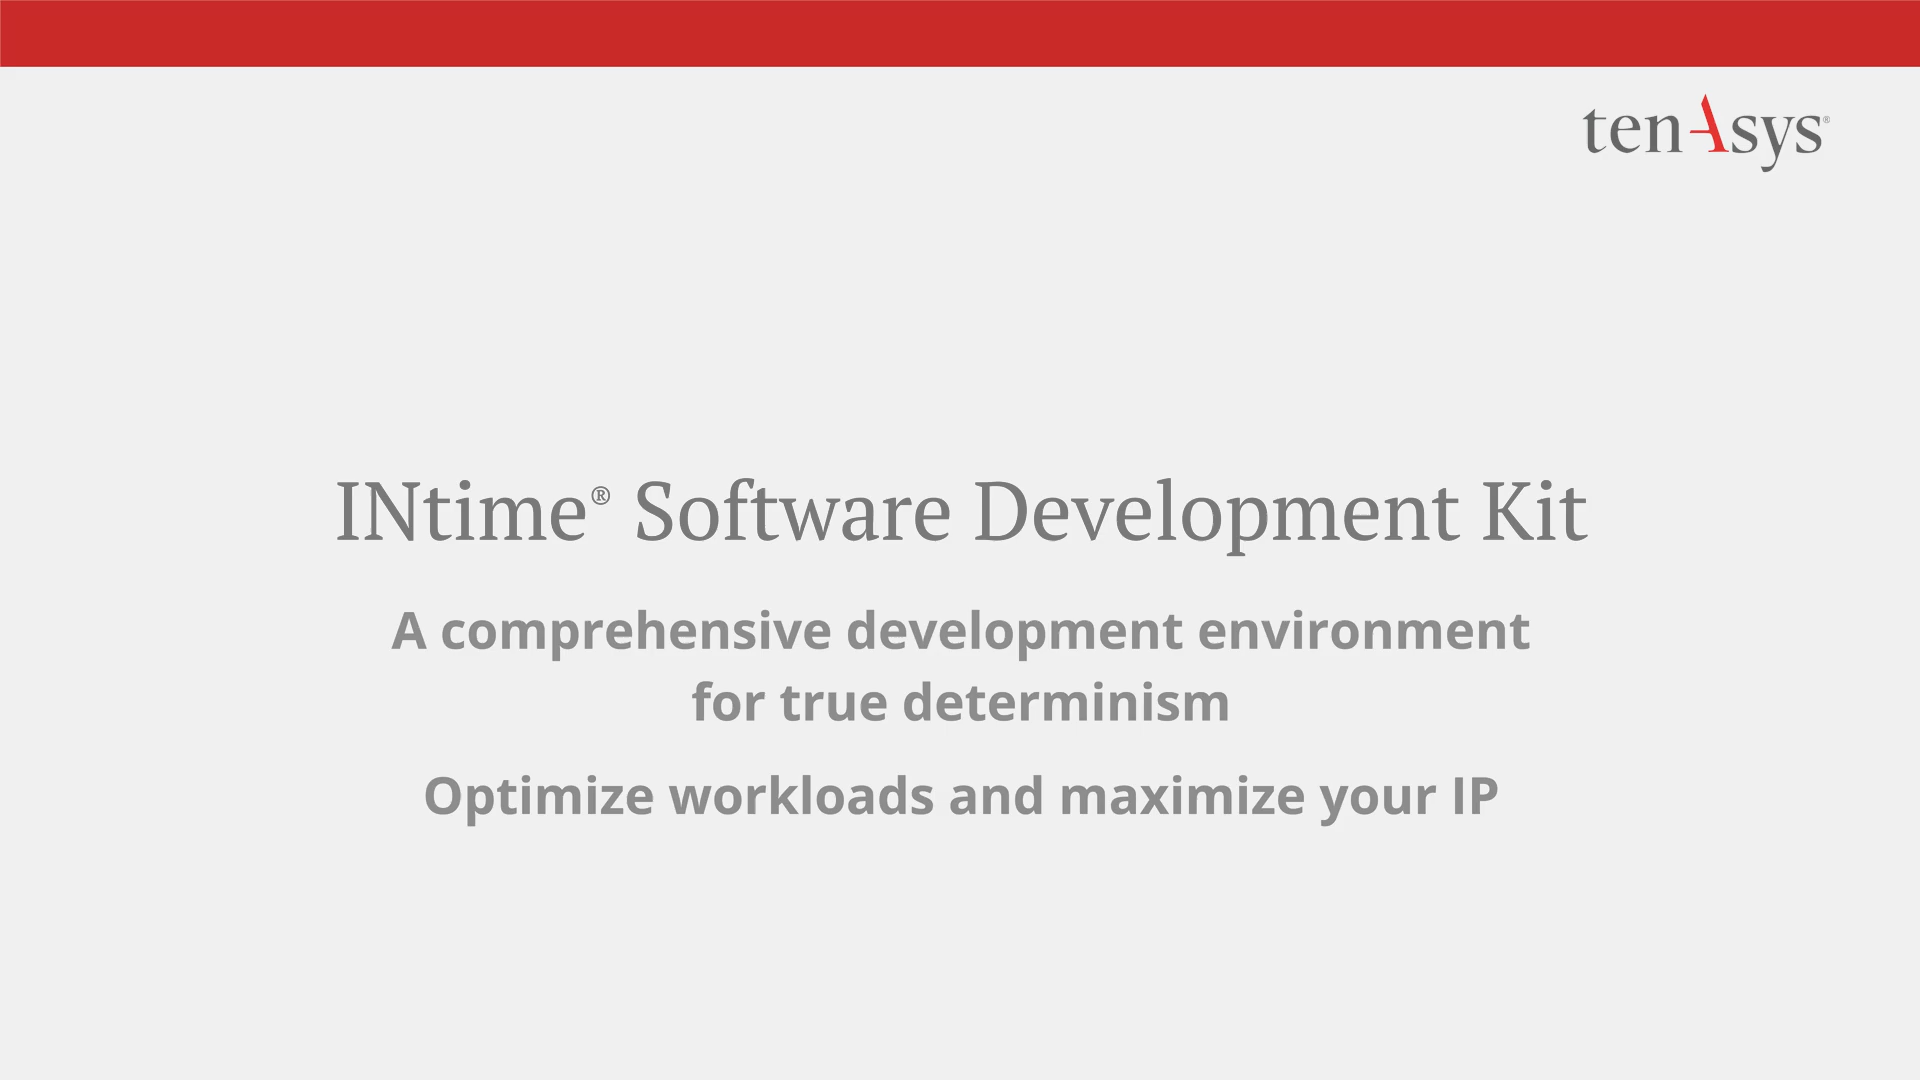 tenAsys®
INtime® Software Development Kit
A comprehensive development environment
for true determinism
Optimize workloads and maximize your IP